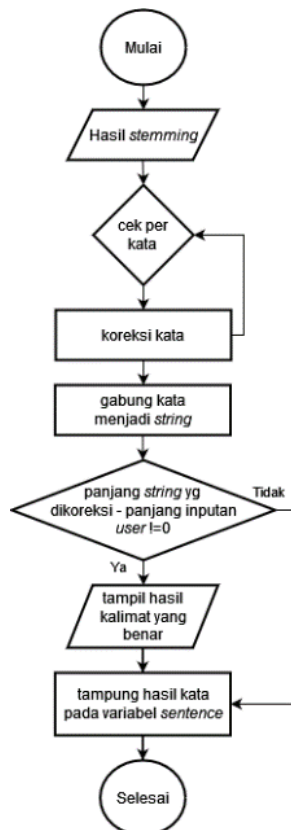 Mulai
Hasil stemming
cek per
kata
koreksi kata
gabung kata
menjadi string
panjang string yg
dikoreksi - panjang inputan
user !=0
Tidak
Ya
tampil hasil
kalimat yang
benar
tampung hasil kata
pada variabel sentence
Selesai